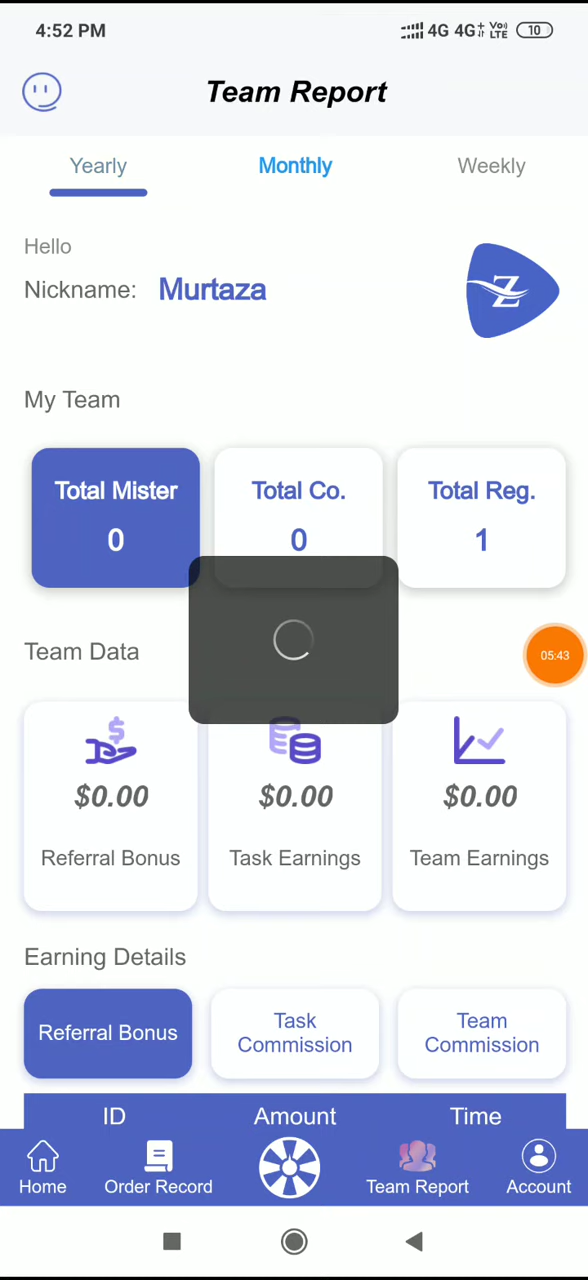 4:52 PM
4G 4G+ Vo) LTE 10
Team Report
Yearly Monthly Weekly
Hello
Nickname: Murtaza
Z
My Team
Total Mister Total Co. Total Reg.
0 0 1
Team Data
05:43
$0.00 $0.00 $0.00
Referral Bonus Task Earnings Team Earnings
Earning Details
Referral Bonus Task Commission Team Commission
ID Amount Time
Home Order Record Team Report Account